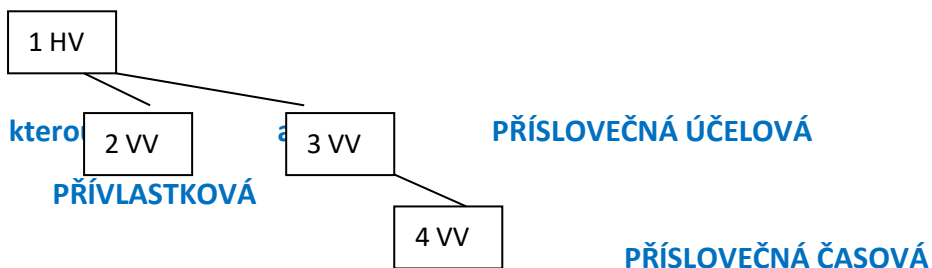 1 HV
2 VV 3 VV PŘÍSLOVEČNÁ ÚČELOVÁ
PŘÍVLASTKOVÁ
4 VV
PŘÍSLOVEČNÁ ČASOVÁ